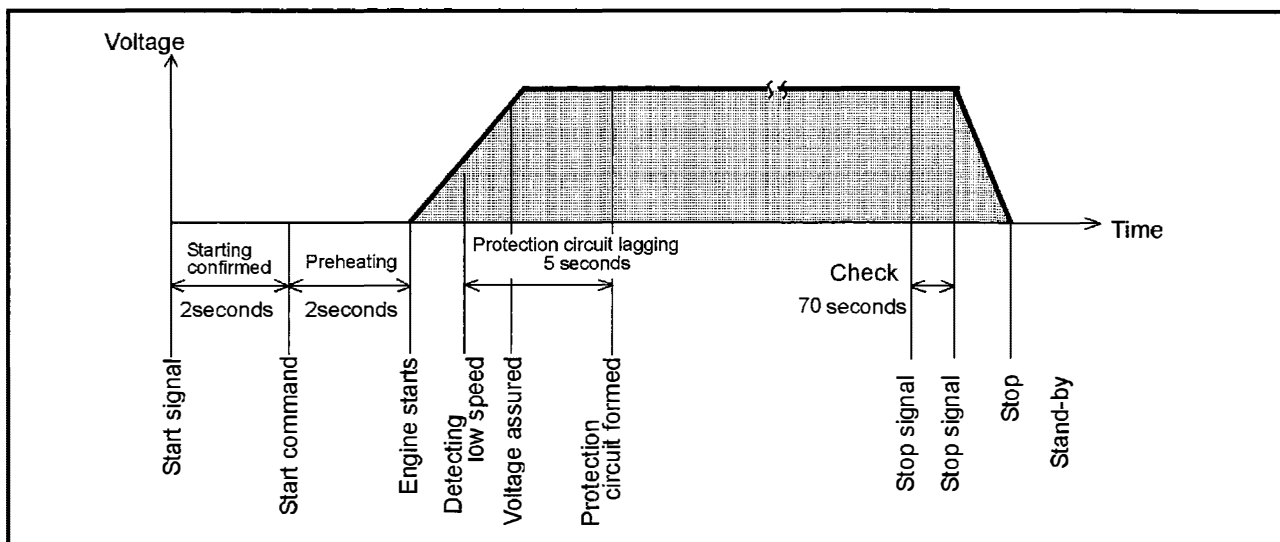 Voltage
Time
Starting
confirmed
2seconds
Preheating
2seconds
Protection circuit lagging
5 seconds
Check
70 seconds
Start signal
Start command
Engine starts
Detecting
low speed
Voltage assured
Protection
circuit formed
Stop signal
Stop signal
Stop
Stand-by